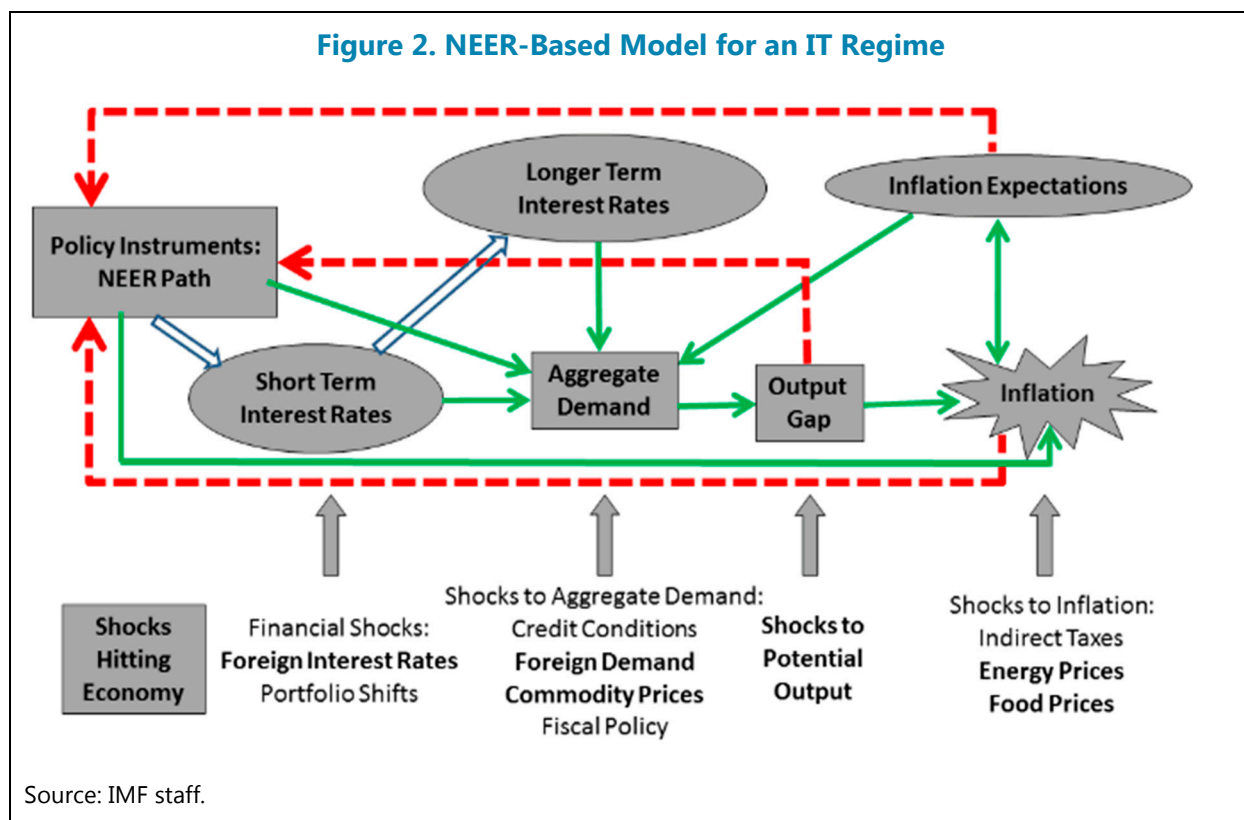 Figure 2. NEER-Based Model for an IT Regime
Longer Term
Interest Rates
Inflation Expectations
Policy Instruments:
NEER Path
Short Term
Interest Rates
Aggregate
Demand
Output
Gap
Inflation
Shocks
Hitting
Economy
Financial Shocks:
Foreign Interest Rates
Portfolio Shifts
Shocks to Aggregate Demand:
Credit Conditions
Foreign Demand
Commodity Prices
Fiscal Policy
Shocks to
Potential
Output
Shocks to Inflation:
Indirect Taxes
Energy Prices
Food Prices
Source: IMF staff.